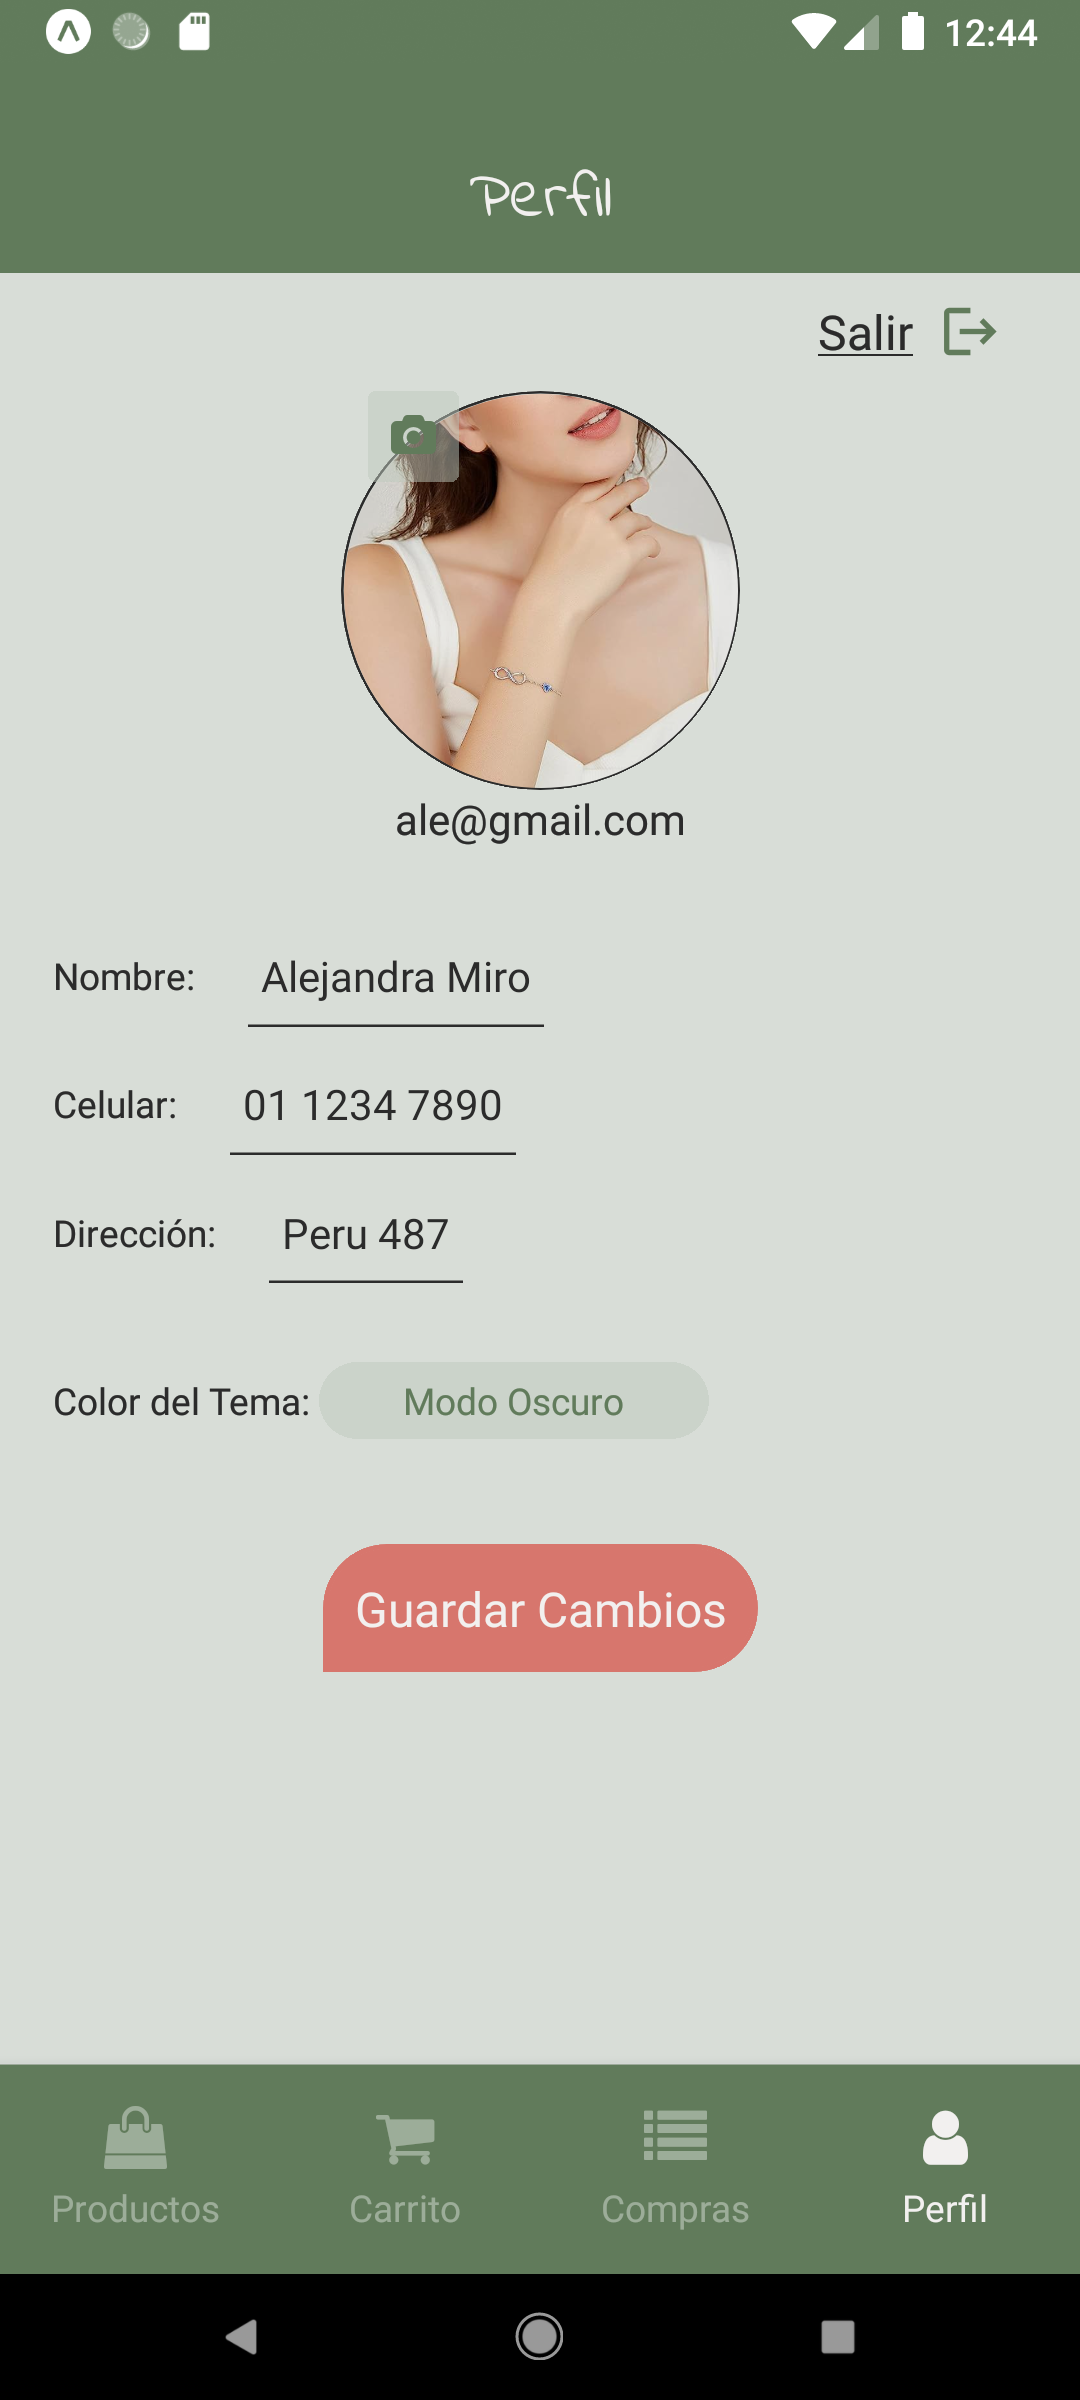 12:44
Perfil
Salir
ale@gmail.com
Nombre: Alejandra Miro
Celular: 01 1234 7890
Dirección: Peru 487
Color del Tema: Modo Oscuro
Guardar Cambios
Productos Carrito Compras Perfil